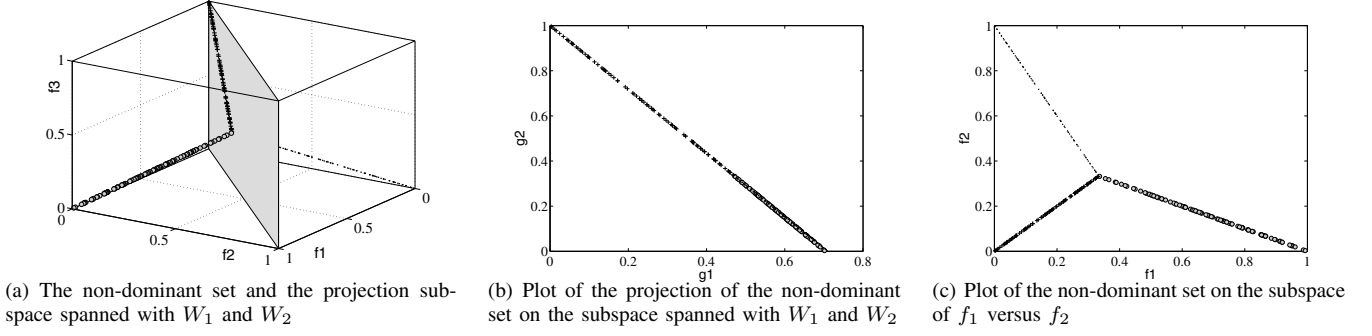 1
f3
0.5
0
0
0.5
f2
1
1
f1
0.5
0
1
0.8
g2
0.6
0.4
0.2
0
0
0.2
0.4
0.6
0.8
g1
1
0.8
f2
0.6
0.4
0.2
0
0
0.2
0.4
0.6
0.8
1
f1
(a) The non-dominant set and the projection sub-
space spanned with W1 and W2
(b) Plot of the projection of the non-dominant
set on the subspace spanned with W1 and W2
(c) Plot of the non-dominant set on the subspace
of f1 versus f2